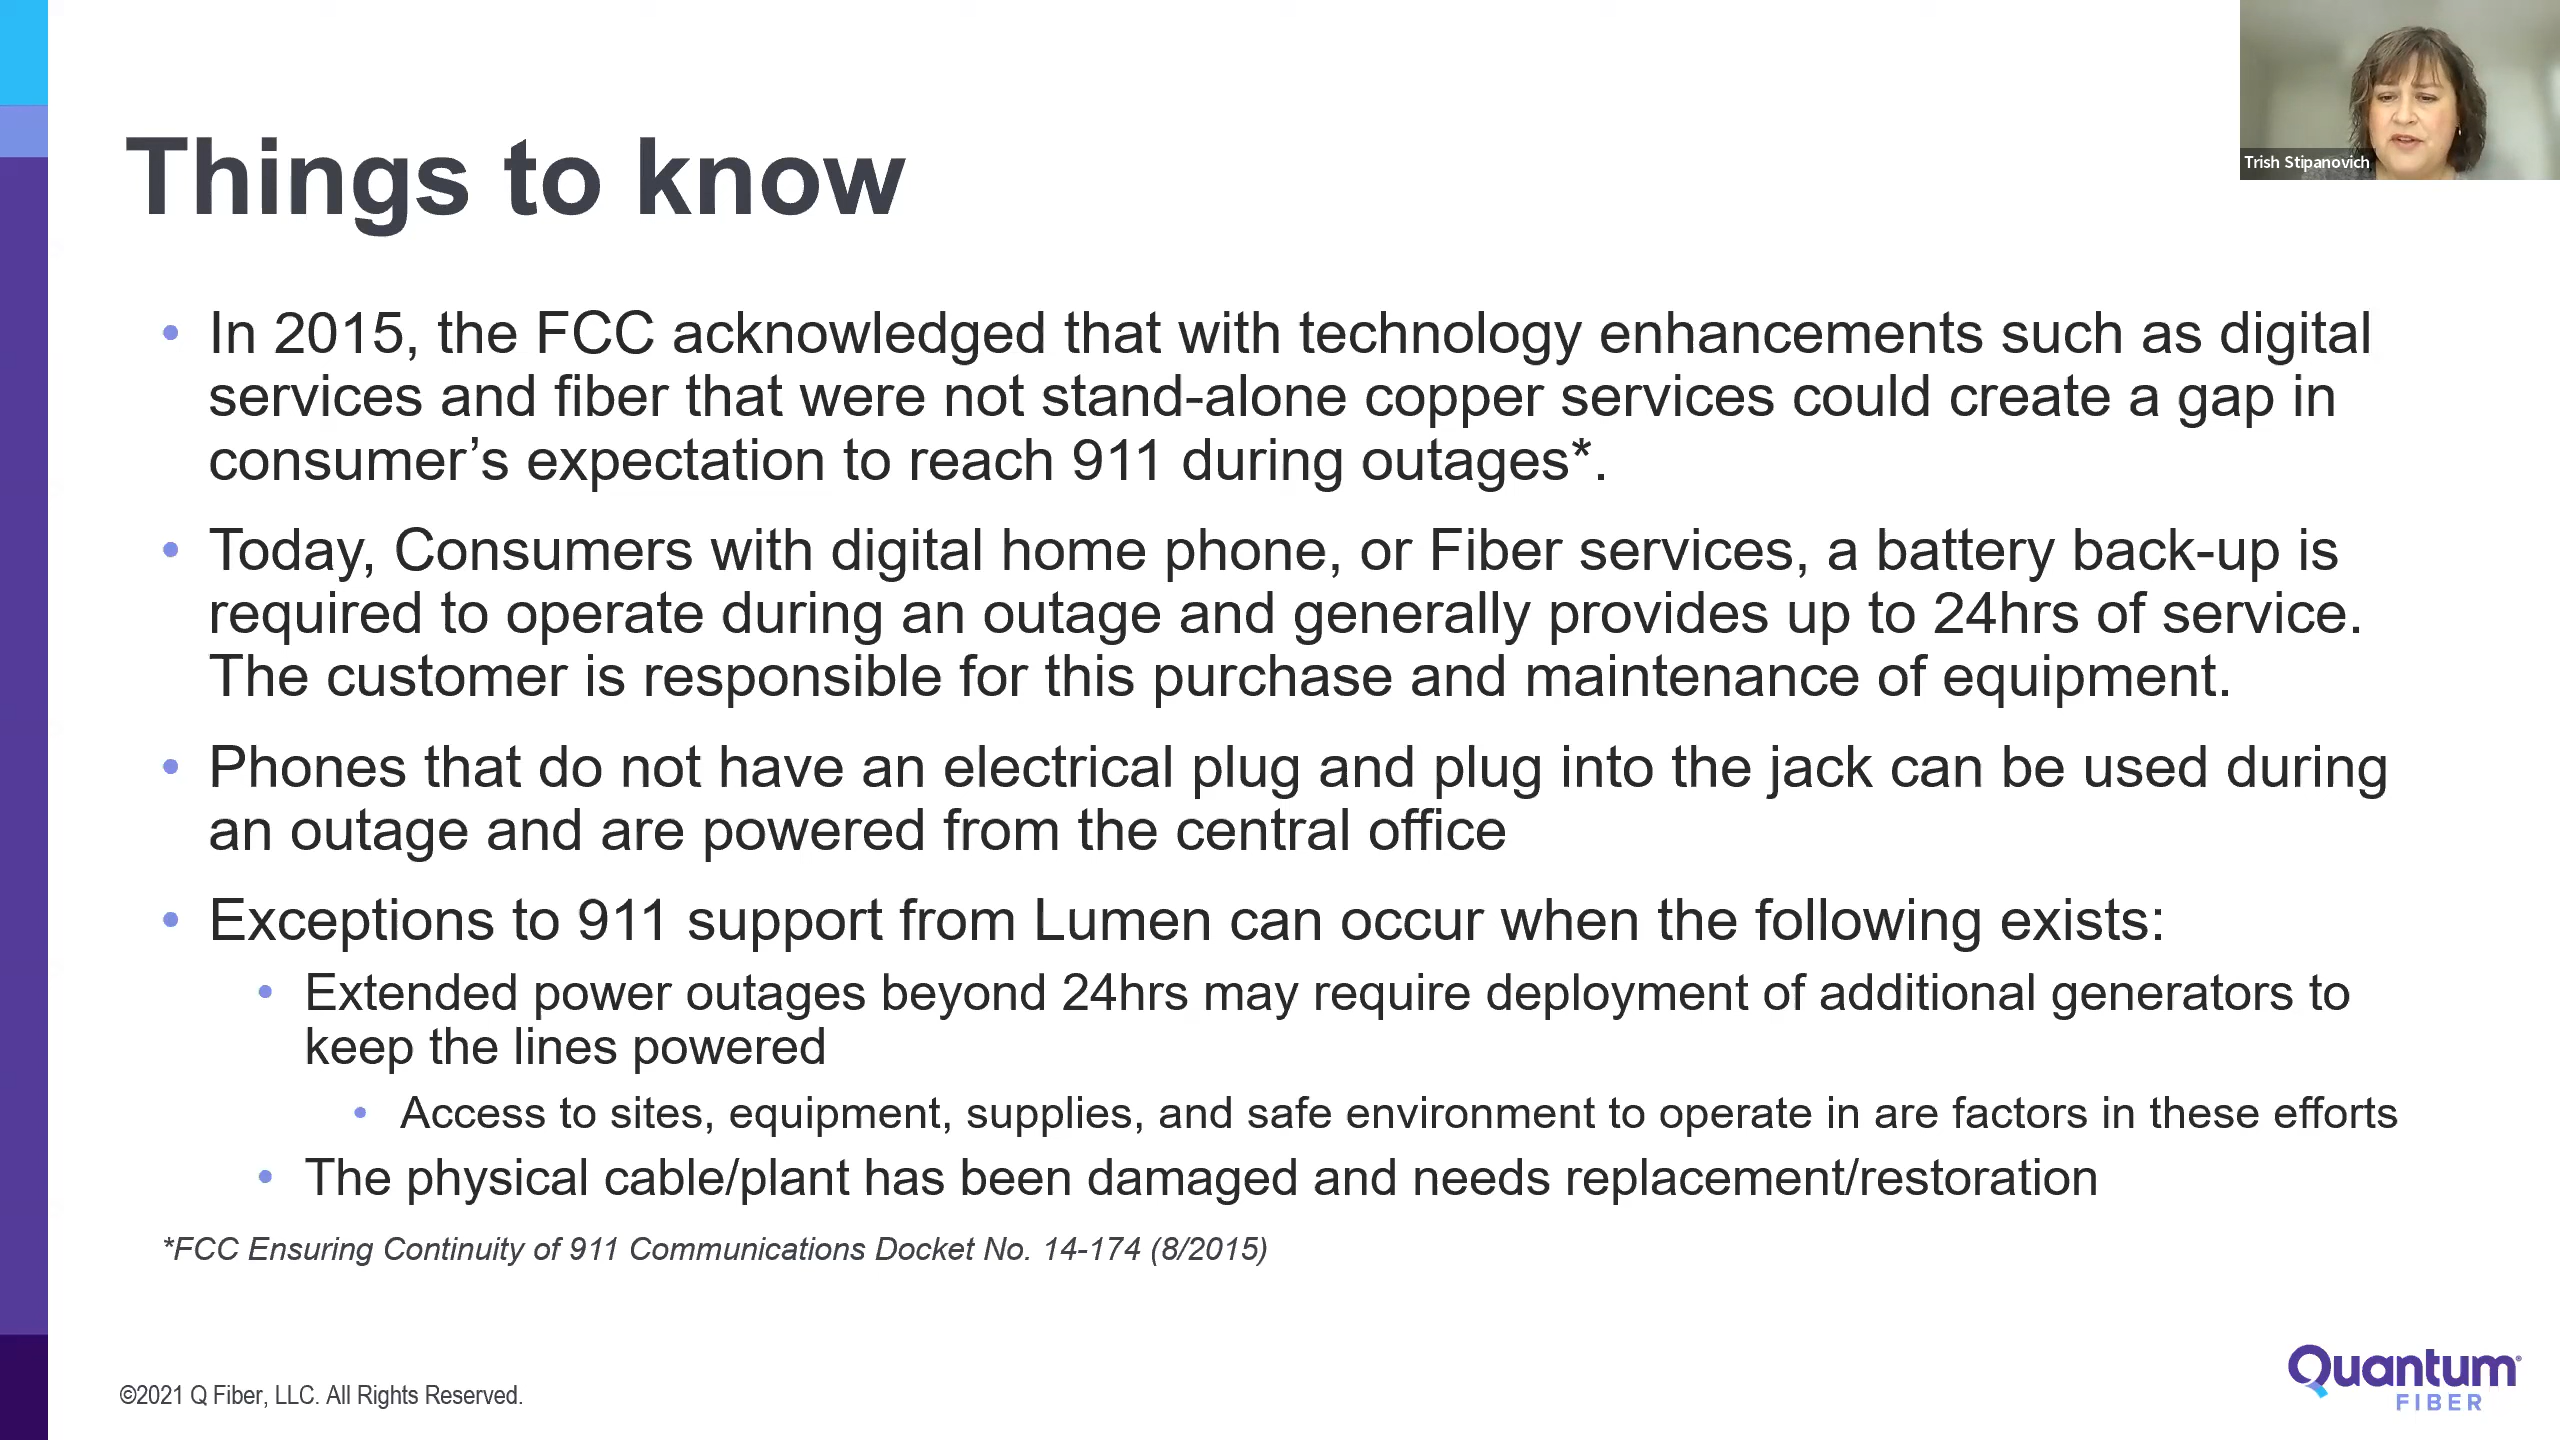 Trish Stipanovich
Things to know
• In 2015, the FCC acknowledged that with technology enhancements such as digital
services and fiber that were not stand-alone copper services could create a gap in
consumer’s expectation to reach 911 during outages*.
• Today, Consumers with digital home phone, or Fiber services, a battery back-up is
required to operate during an outage and generally provides up to 24hrs of service.
The customer is responsible for this purchase and maintenance of equipment.
• Phones that do not have an electrical plug and plug into the jack can be used during
an outage and are powered from the central office
• Exceptions to 911 support from Lumen can occur when the following exists:
• Extended power outages beyond 24hrs may require deployment of additional generators to
keep the lines powered
• Access to sites, equipment, supplies, and safe environment to operate in are factors in these efforts
• The physical cable/plant has been damaged and needs replacement/restoration
*FCC Ensuring Continuity of 911 Communications Docket No. 14-174 (8/2015)
©2021 Q Fiber, LLC. All Rights Reserved.
Quantum®
FIBER